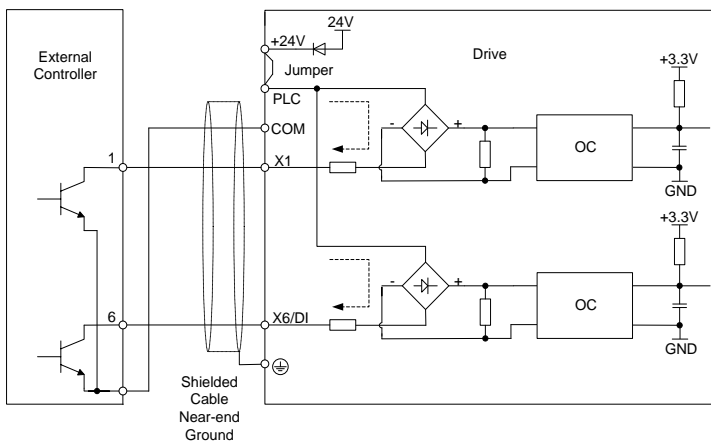 External
Controller
1
6
Shielded
Cable
Near-end
Ground
24V
+24V
Jumper
PLC
COM
X1
X6/DI
Drive
-
+
OC
+3.3V
GND
-
+
OC
+3.3V
GND